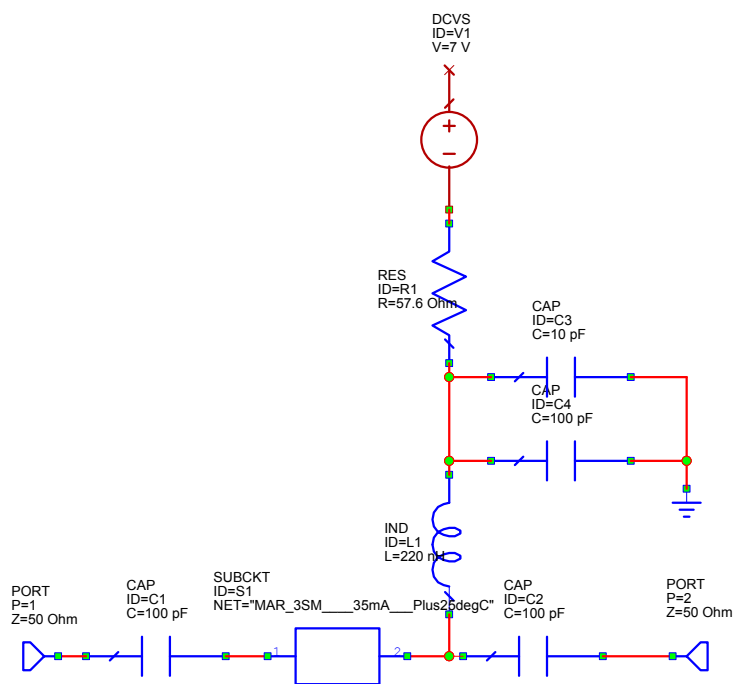 DCVS
ID=V1
V=7 V
RES
ID=R1
R=57.6 Ohm
CAP
ID=C3
C=10 pF
CAP
ID=C4
C=100 pF
IND
ID=L1
L=220 nH
PORT
P=1
Z=50 Ohm
CAP
ID=C1
C=100 pF
SUBCKT
ID=S1
NET="MAR_3SM____35mA___Plus25degC"
1
2
CAP
ID=C2
C=100 pF
PORT
P=2
Z=50 Ohm